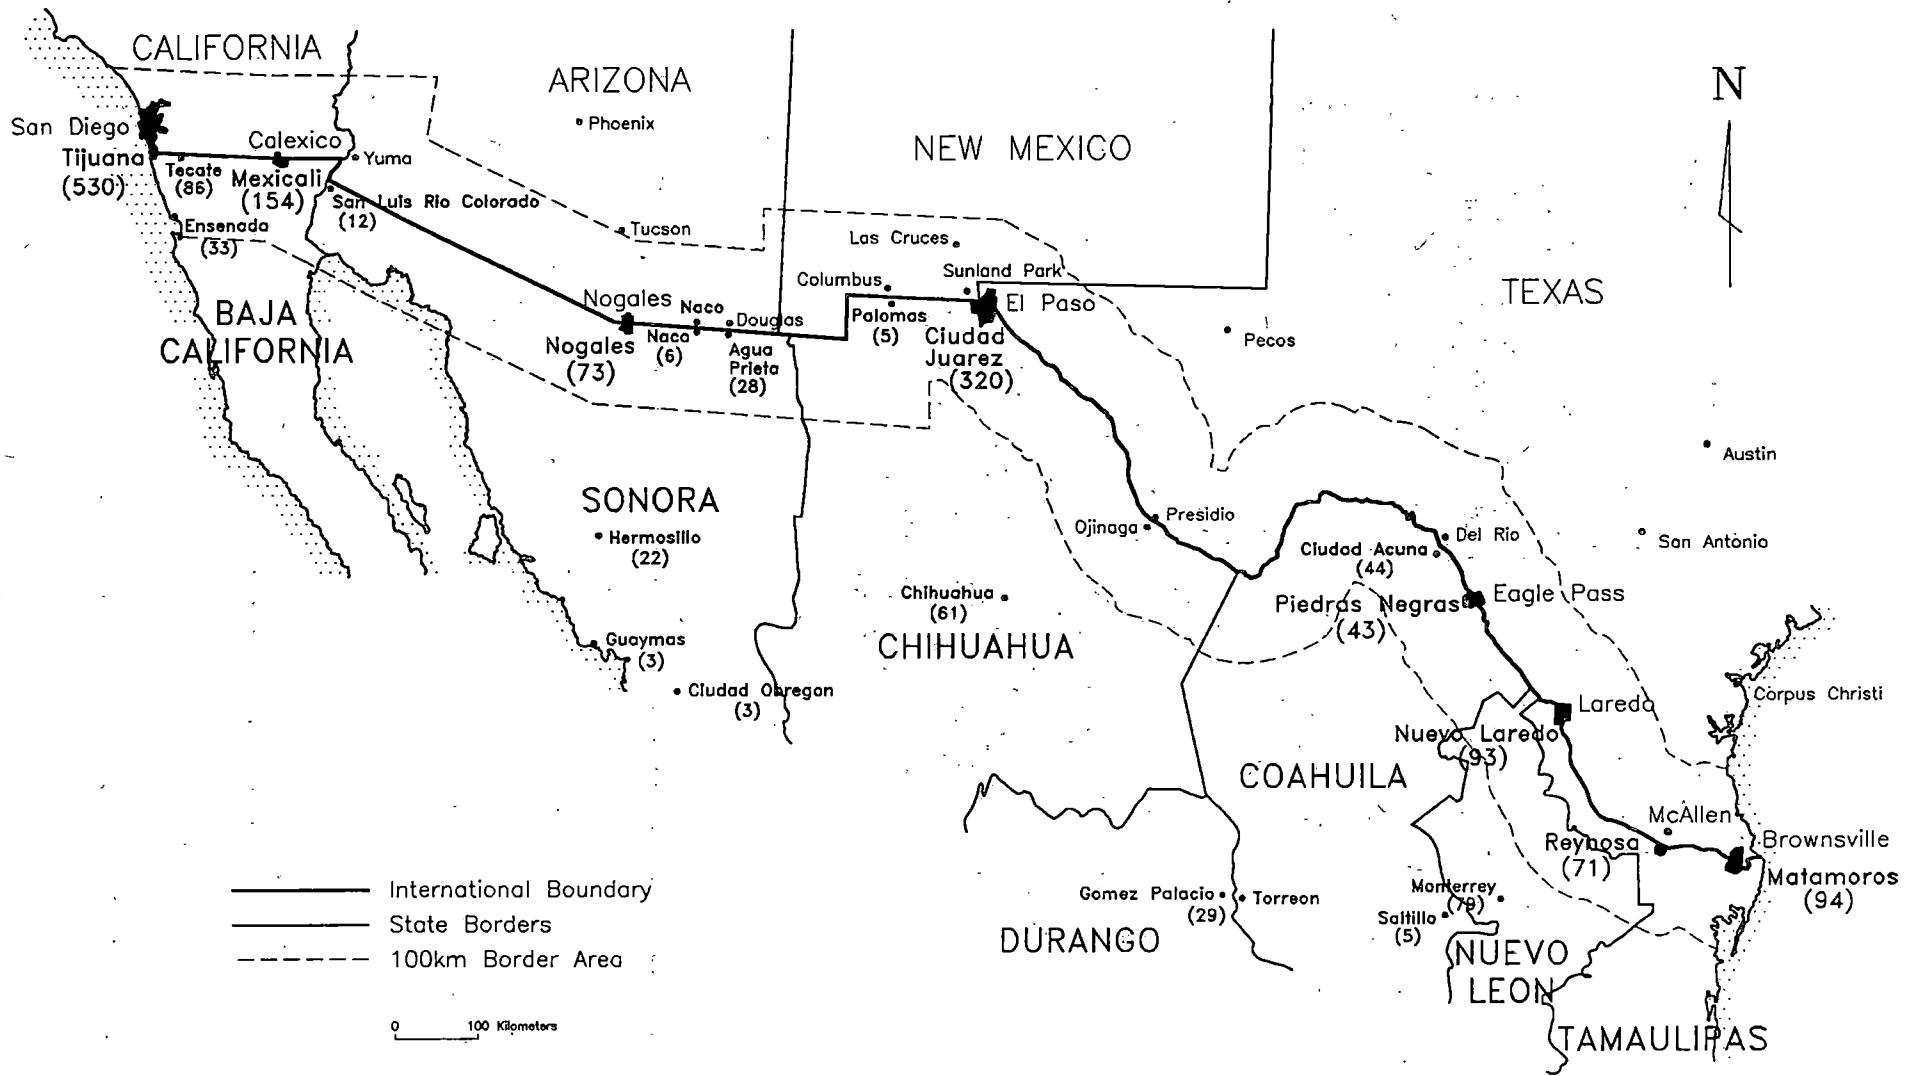 CALIFORNIA
ARIZONA
N
San Diego
Phoenix
Calexico
NEW MEXICO
Tijuana
(530)
Tecate
(86)
Mexicali
(154)
Yuma
San Luis Rio Colorado
(12)
Ensenada
(33)
Tucson
Las Cruces
Columbus
Sunland Park
TEXAS
BAJA
CALIFORNIA
Nogales
Naco
Douglas
El Paso
Palomas
(5)
Nogales
(73)
Naco
(6)
Agua
Prieta
(28)
Ciudad
Juarez
(320)
Pecos
Austin
SONORA
Hermosillo
(22)
Ojinaga
Presidio
Del Rio
Ciudad Acuna
(44)
San Antonio
Chihuahua
(61)
CHIHUAHUA
Piedras Negras
(43)
Eagle Pass
Guaymas
(3)
Ciudad Obregon
(3)
Corpus Christi
Laredo
Nuevo Laredo
(93)
COAHUILA
McAllen
Reynosa
(71)
Brownsville
Matamoros
(94)
Gomez Palacio
(29)
Torreon
Monterrey
(79)
Saltillo
(5)
DURANGO
NUEVO
LEON
TAMAULIPAS
International Boundary
State Borders
100km Border Area
0 100 Kilometers